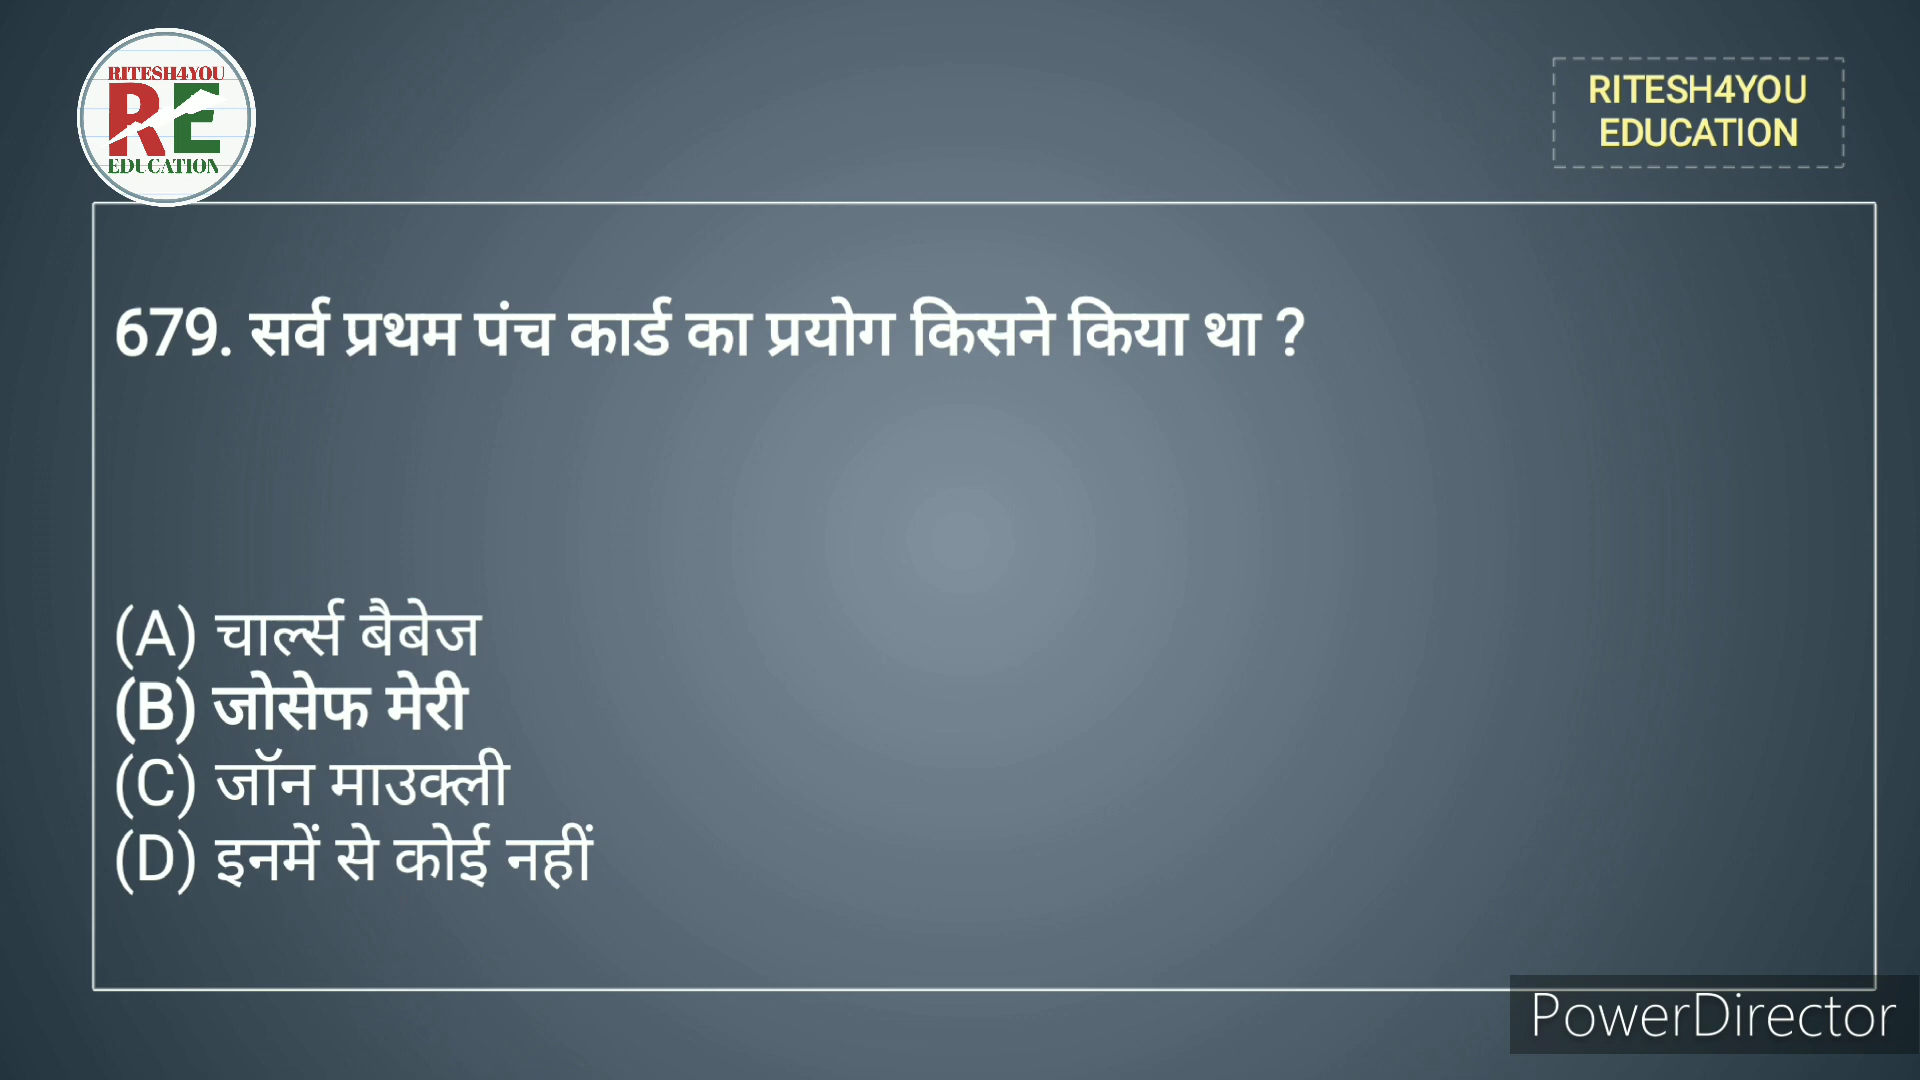 RITESH4YOU
RE
EDUCATION
RITESH4YOU
EDUCATION
679. सर्व प्रथम पंच कार्ड का प्रयोग किसने किया था ?
(A) चार्ल्स बैबेज
(B) जोसेफ मेरी
(C) जॉन माउक्ली
(D) इनमें से कोई नहीं
PowerDirector